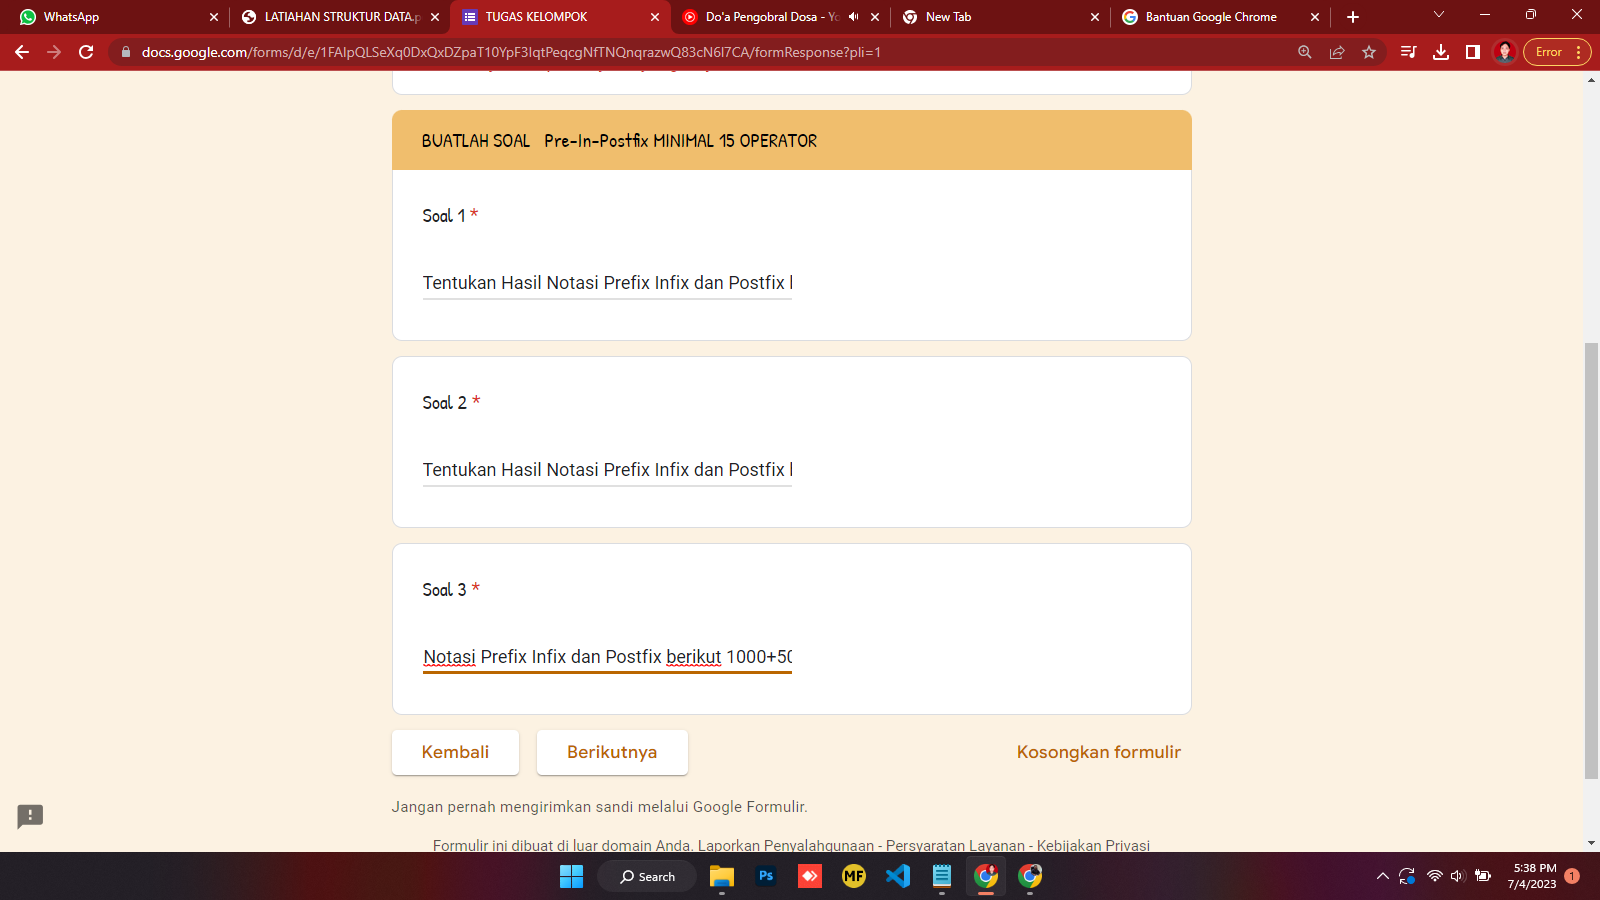 WhatsApp
LATIAHAN STRUKTUR DATA.p
TUGAS KELOMPOK
Do'a Pengobral Dosa - Yo
New Tab
Bantuan Google Chrome
docs.google.com/forms/d/e/1FAIpQLSeXq0DxQxDZpaT10YpF3IqtPeqcgNfTNQnqrazwQ83cN6I7CA/formResponse?pli=1
Error
BUATLAH SOAL Pre-In-Postfix MINIMAL 15 OPERATOR
Soal 1 *
Tentukan Hasil Notasi Prefix Infix dan Postfix
Soal 2 *
Tentukan Hasil Notasi Prefix Infix dan Postfix
Soal 3 *
Notasi Prefix Infix dan Postfix berikut 1000+50
Kembali
Berikutnya
Kosongkan formulir
Jangan pernah mengirimkan sandi melalui Google Formulir.
Formulir ini dibuat di luar domain Anda. Laporkan Penyalahgunaan - Persyaratan Layanan - Kebijakan Privasi
Ps
MF
Search
5:38 PM
7/4/2023
1